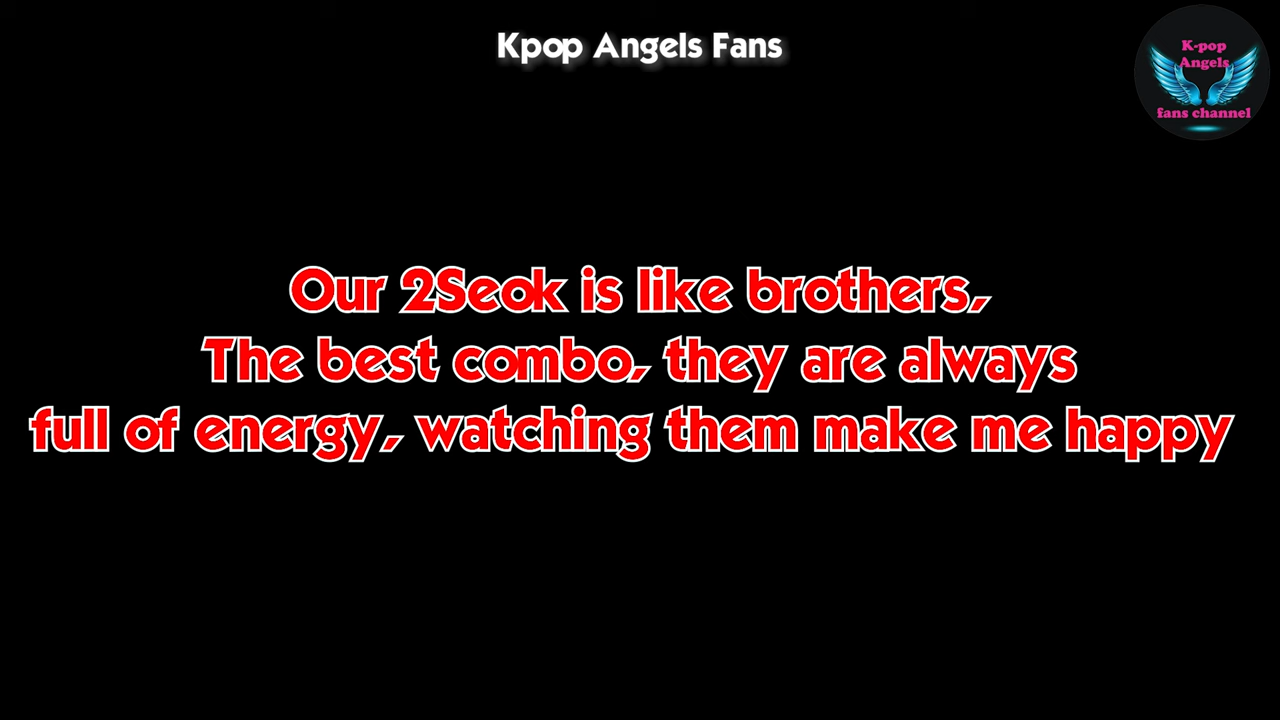 Kpop Angels Fans
K-pop
Angels
fans channel
Our 2Seok is like brothers,
The best combo, they are always
full of energy, watching them make me happy